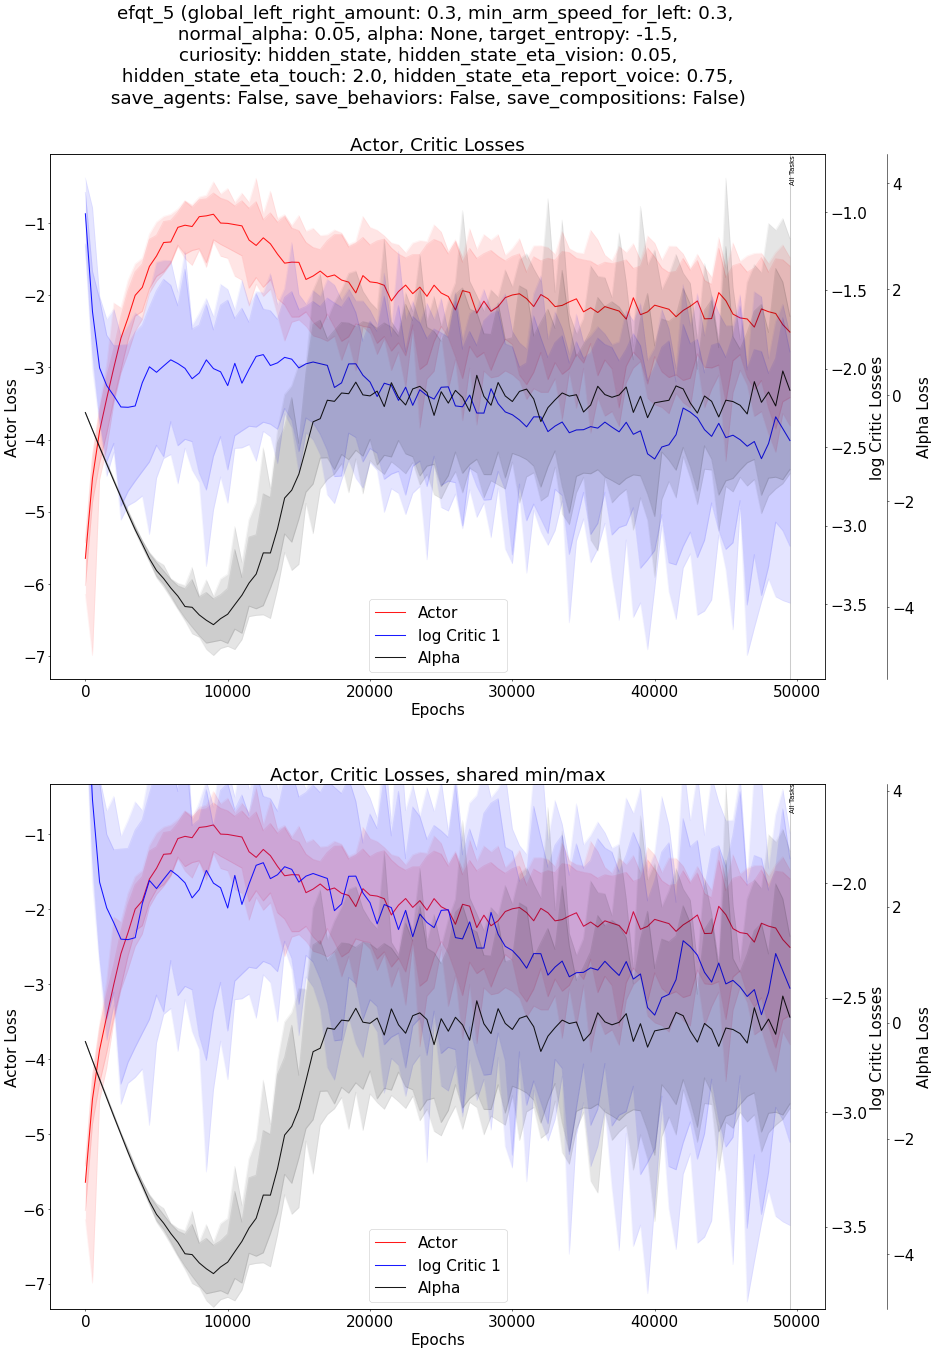 efqt_5 (global_left_right_amount: 0.3, min_arm_speed_for_left: 0.3,
normal_alpha: 0.05, alpha: None, target_entropy: -1.5,
curiosity: hidden_state, hidden_state_eta_vision: 0.05,
hidden_state_eta_touch: 2.0, hidden_state_eta_report_voice: 0.75,
save_agents: False, save_behaviors: False, save_compositions: False)
Actor, Critic Losses
All Tasks
−1
−2
−3
−4
−5
−6
−7
Actor Loss
−1.0
−1.5
−2.0
−2.5
−3.0
−3.5
log Critic Losses
4
2
0
−2
−4
Alpha Loss
Actor
log Critic 1
Alpha
0 10000 20000 30000 40000 50000
Epochs
Actor, Critic Losses, shared min/max
All Tasks
−1
−2
−3
−4
−5
−6
−7
Actor Loss
−2.0
−2.5
−3.0
−3.5
log Critic Losses
4
2
0
−2
−4
Alpha Loss
Actor
log Critic 1
Alpha
0 10000 20000 30000 40000 50000
Epochs